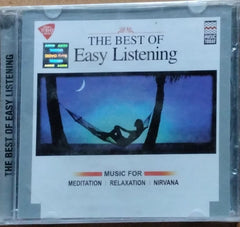 THE BEST OF
Easy Listening
MUSIC FOR
MEDITATION | RELAXATION | NIRVANA
THE BEST OF EASY LISTENING